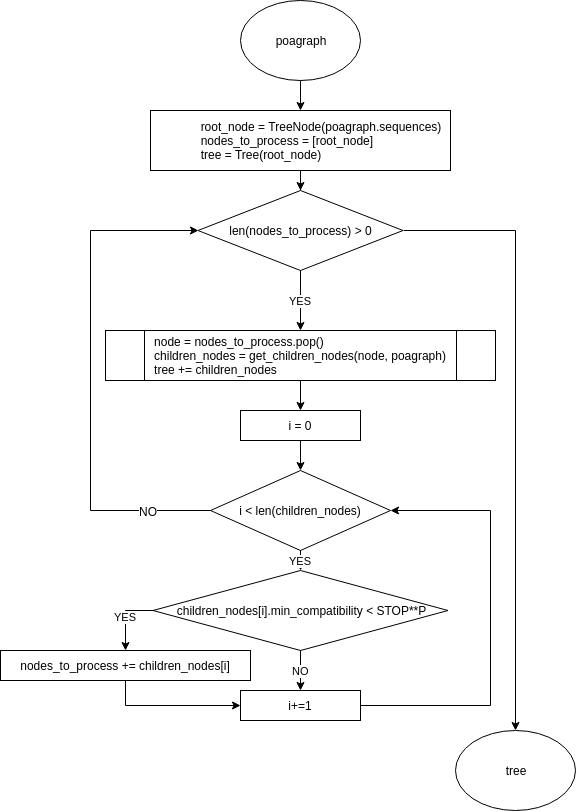 poagraph
root_node = TreeNode(poagraph.sequences)
nodes_to_process = [root_node]
tree = Tree(root_node)
len(nodes_to_process) > 0
YES
node = nodes_to_process.pop()
children_nodes = get_children_nodes(node, poagraph)
tree += children_nodes
i = 0
i < len(children_nodes)
NO
YES
children_nodes[i].min_compatibility < STOP**P
YES
nodes_to_process += children_nodes[i]
NO
i+=1
tree